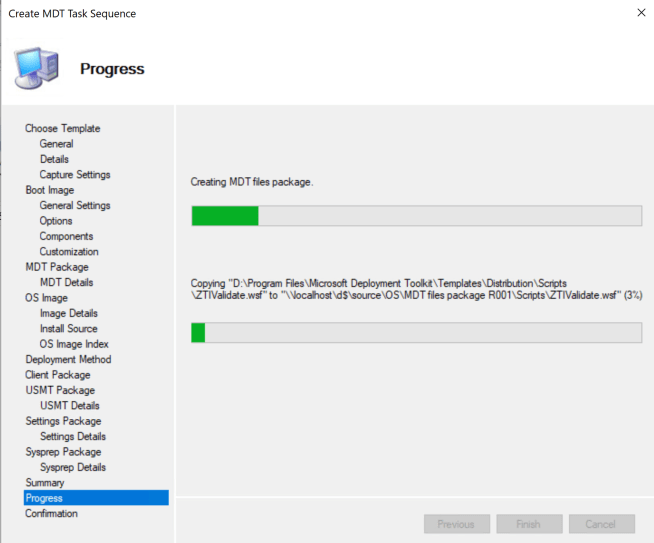 Create MDT Task Sequence
Progress
Choose Template
General
Details
Capture Settings
Boot Image
General Settings
Options
Components
Customization
MDT Package
MDT Details
OS Image
Image Details
Install Source
OS Image Index
Deployment Method
Client Package
USMT Package
USMT Details
Settings Package
Settings Details
Sysprep Package
Sysprep Details
Summary
Progress
Confirmation
Creating MDT files package.
Copying "D:\Program Files\Microsoft Deployment Toolkit\Templates\Distribution\Scripts
\ZTIValidate.wsf" to "\\localhost\d$\source\OS\MDT files package R001\Scripts\ZTIValidate.wsf" (3%)
Previous
Finish
Cancel